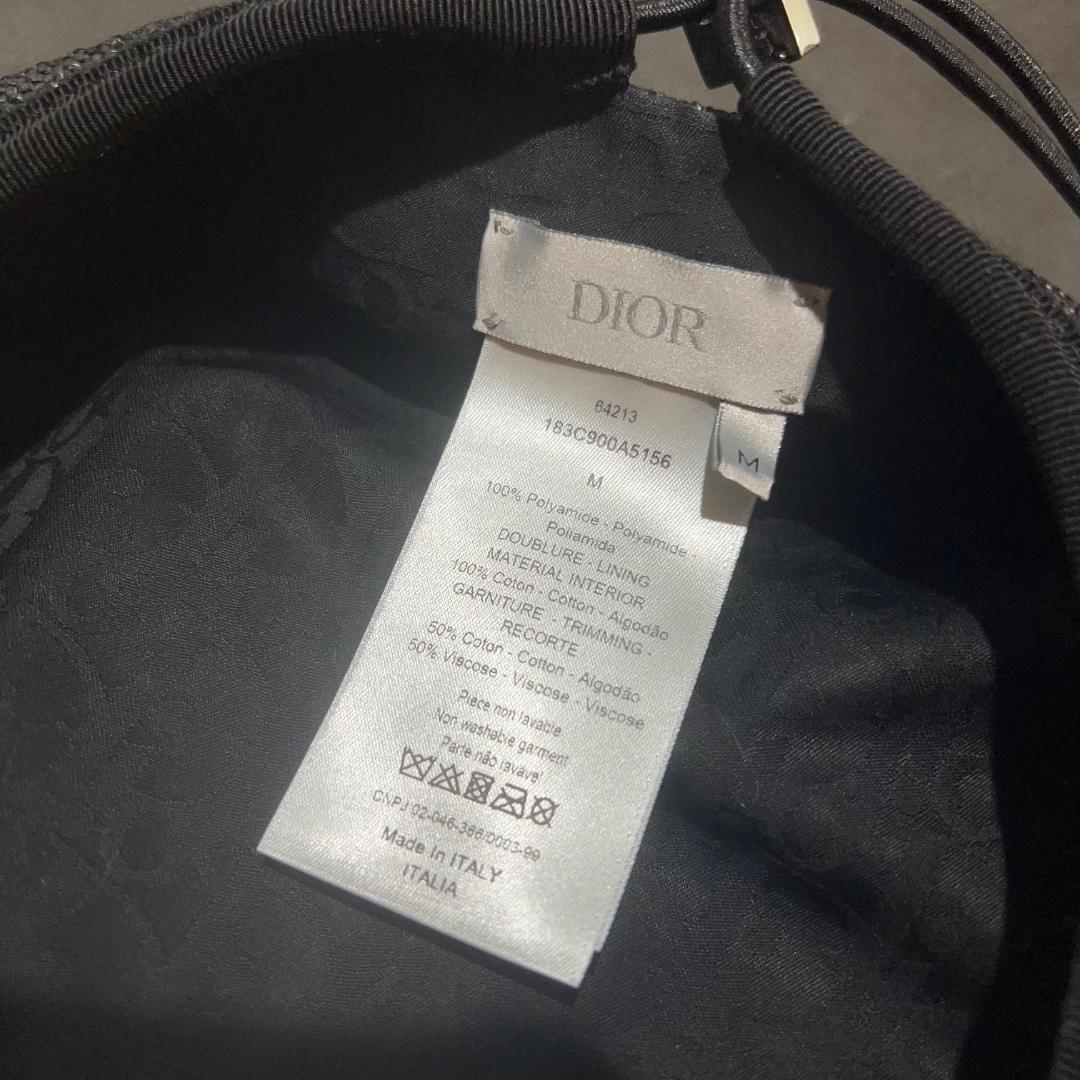 DIOR
64213
183C900A5156
M
M
100% Polyamide - Polyamide -
Poliamida
DOUBLURE - LINING
MATERIAL INTERIOR
100% Coton - Cotton - Algodão
GARNITURE - TRIMMING -
RECORTE
50% Coton - Cotton - Algodão
50% Viscose - Viscose - Viscose
Pièce non lavable
Non washable garment
Parte não lavável
CNPJ 02-046-386-0003-99
Made in ITALY
ITALIA